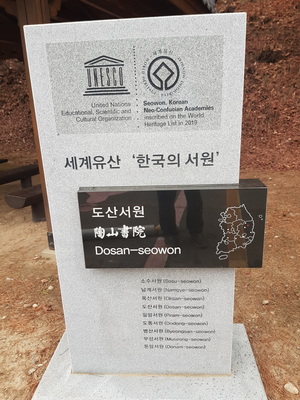 UNESCO
United Nations
Educational, Scientific and
Cultural Organization
세계유산
Seowon, Korean
Neo-Confucian Academies
inscribed on the World
Heritage List in 2019
세계유산 ‘한국의 서원’
도산서원
陶山書院
Dosan-seowon
소수서원(Sosu-seowon)
남계서원(Namgye-seowon)
옥산서원(Oksan-seowon)
도산서원(Dosan-seowon)
필암서원(Piram-seowon)
도동서원(Dodong-seowon)
병산서원(Byeongsan-seowon)
무성서원(Museong-seowon)
돈암서원(Donam-seowon)